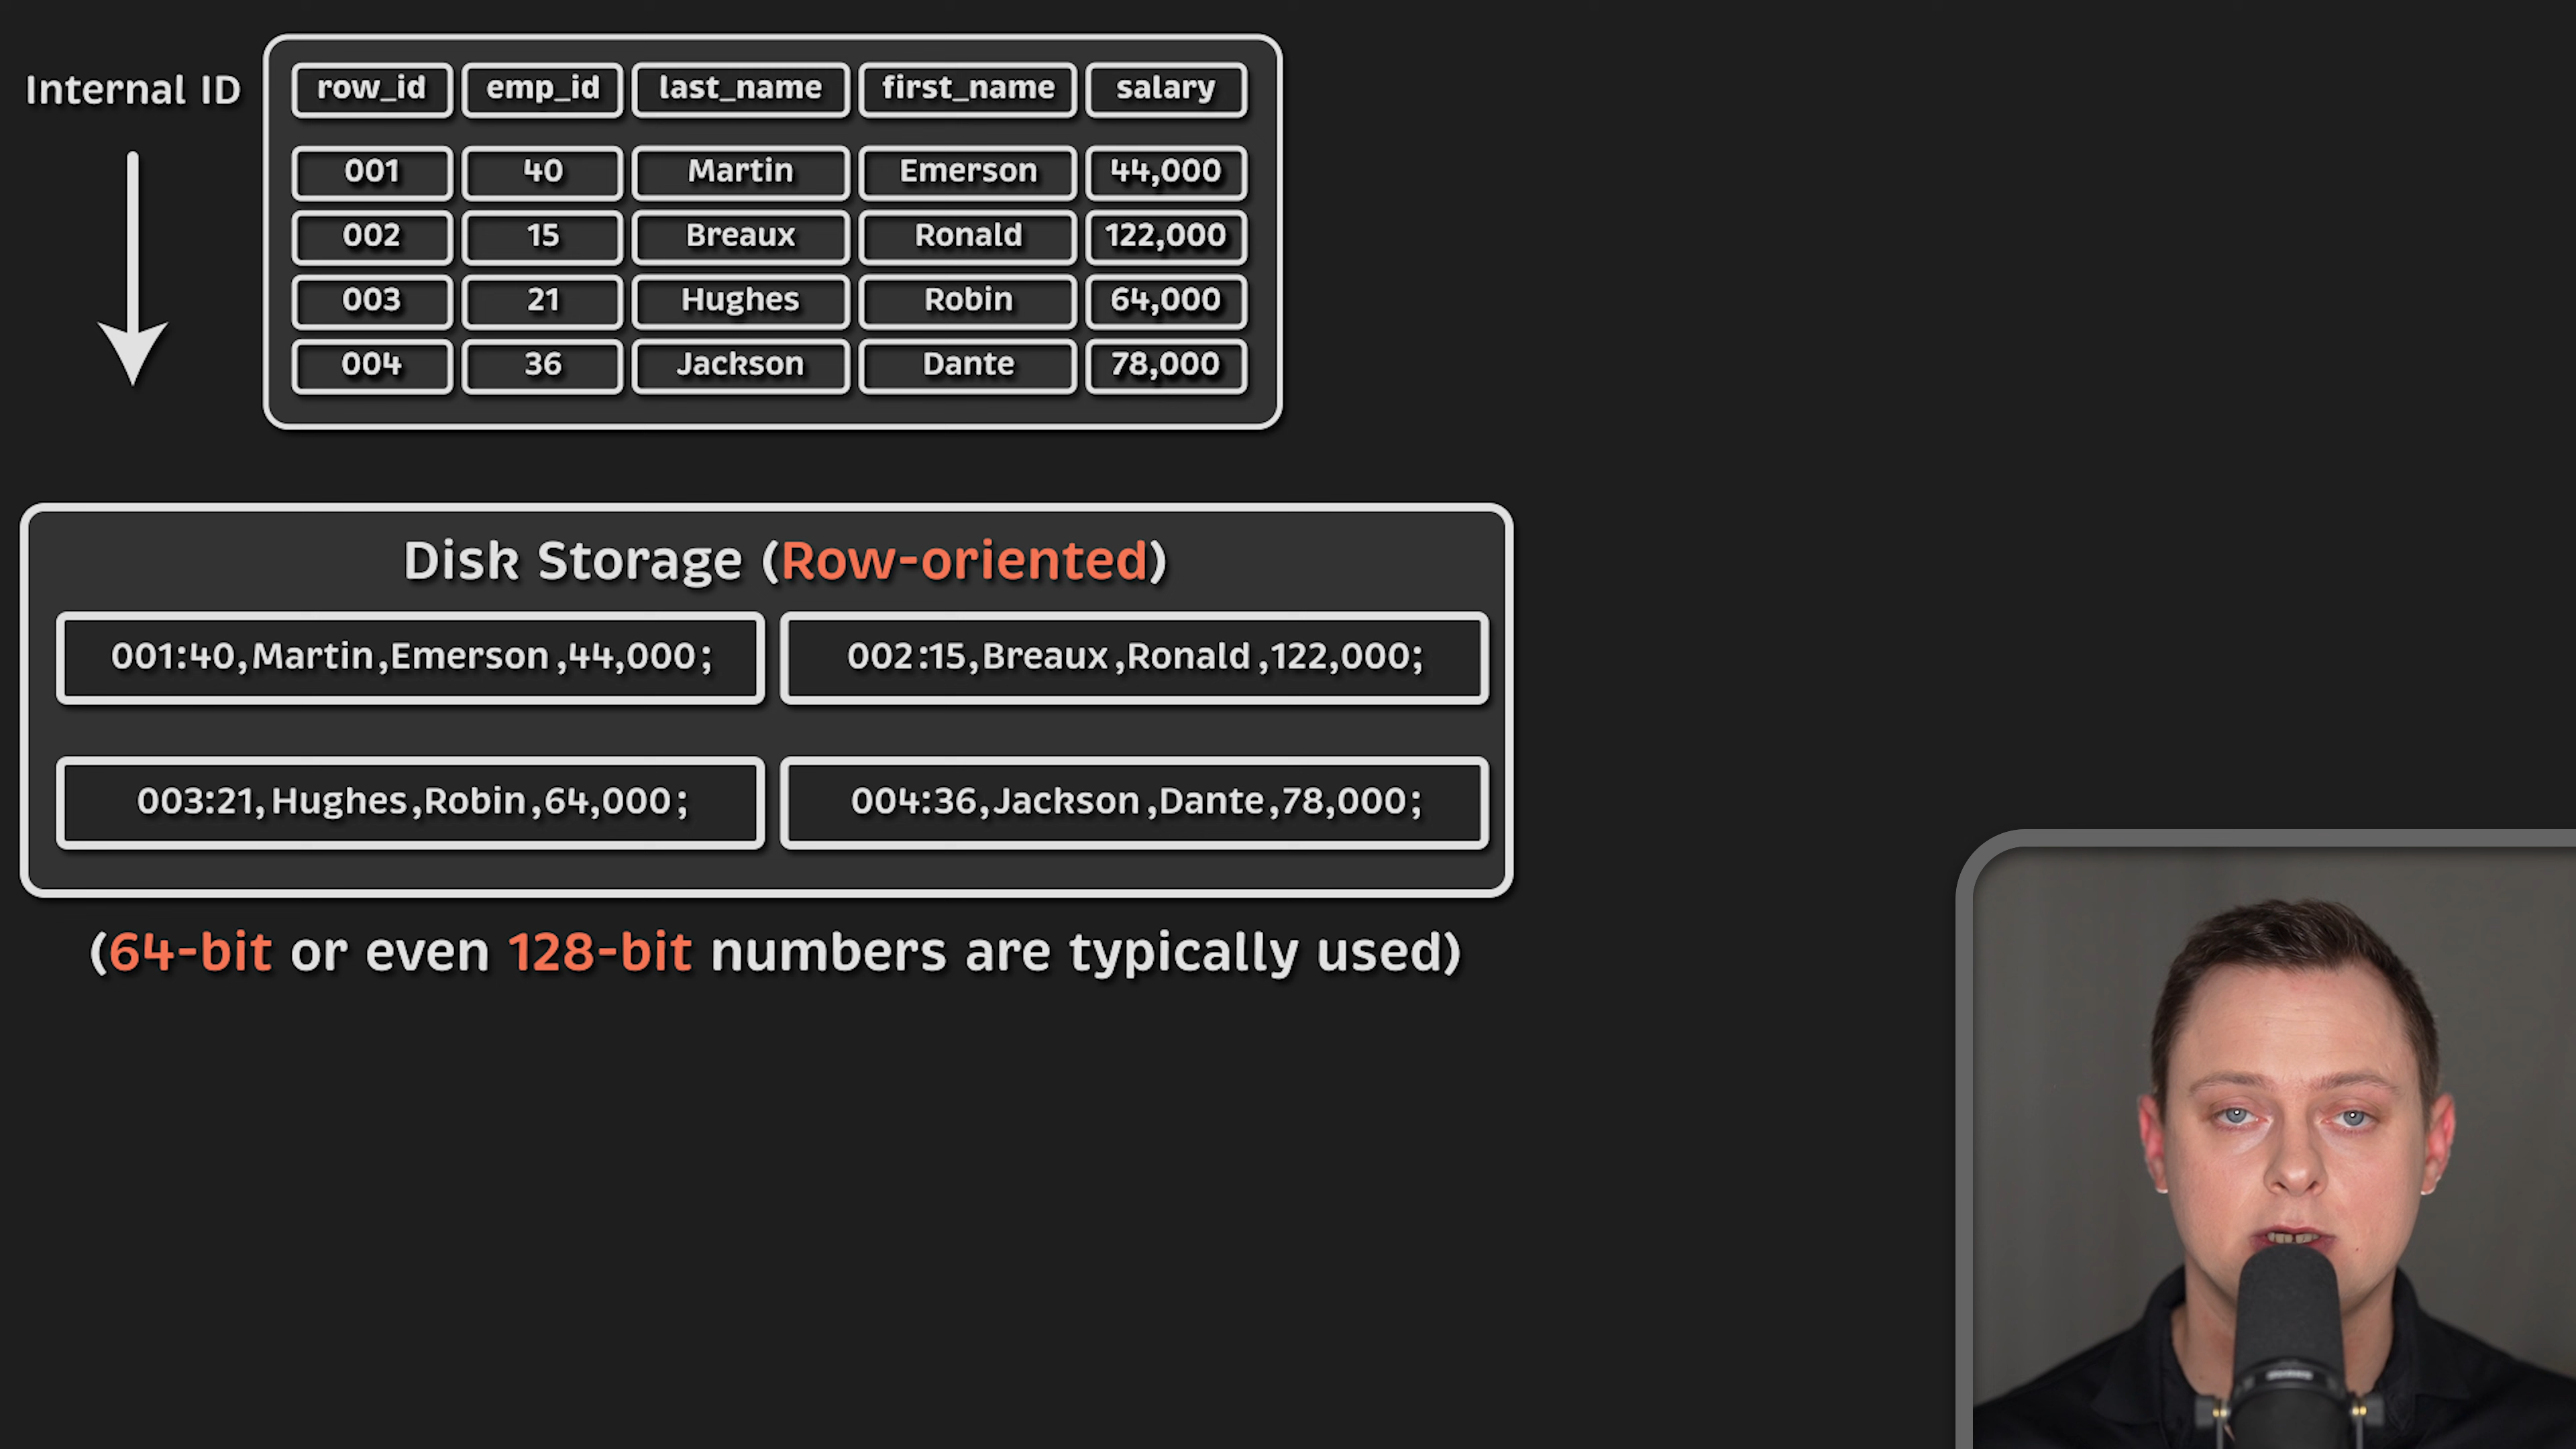 Internal ID
row_id emp_id last_name first_name salary
001 40 Martin Emerson 44,000
002 15 Breaux Ronald 122,000
003 21 Hughes Robin 64,000
004 36 Jackson Dante 78,000
Disk Storage (Row-oriented)
001:40,Martin,Emerson,44,000; 002:15,Breaux,Ronald,122,000;
003:21,Hughes,Robin,64,000; 004:36,Jackson,Dante,78,000;
(64-bit or even 128-bit numbers are typically used)